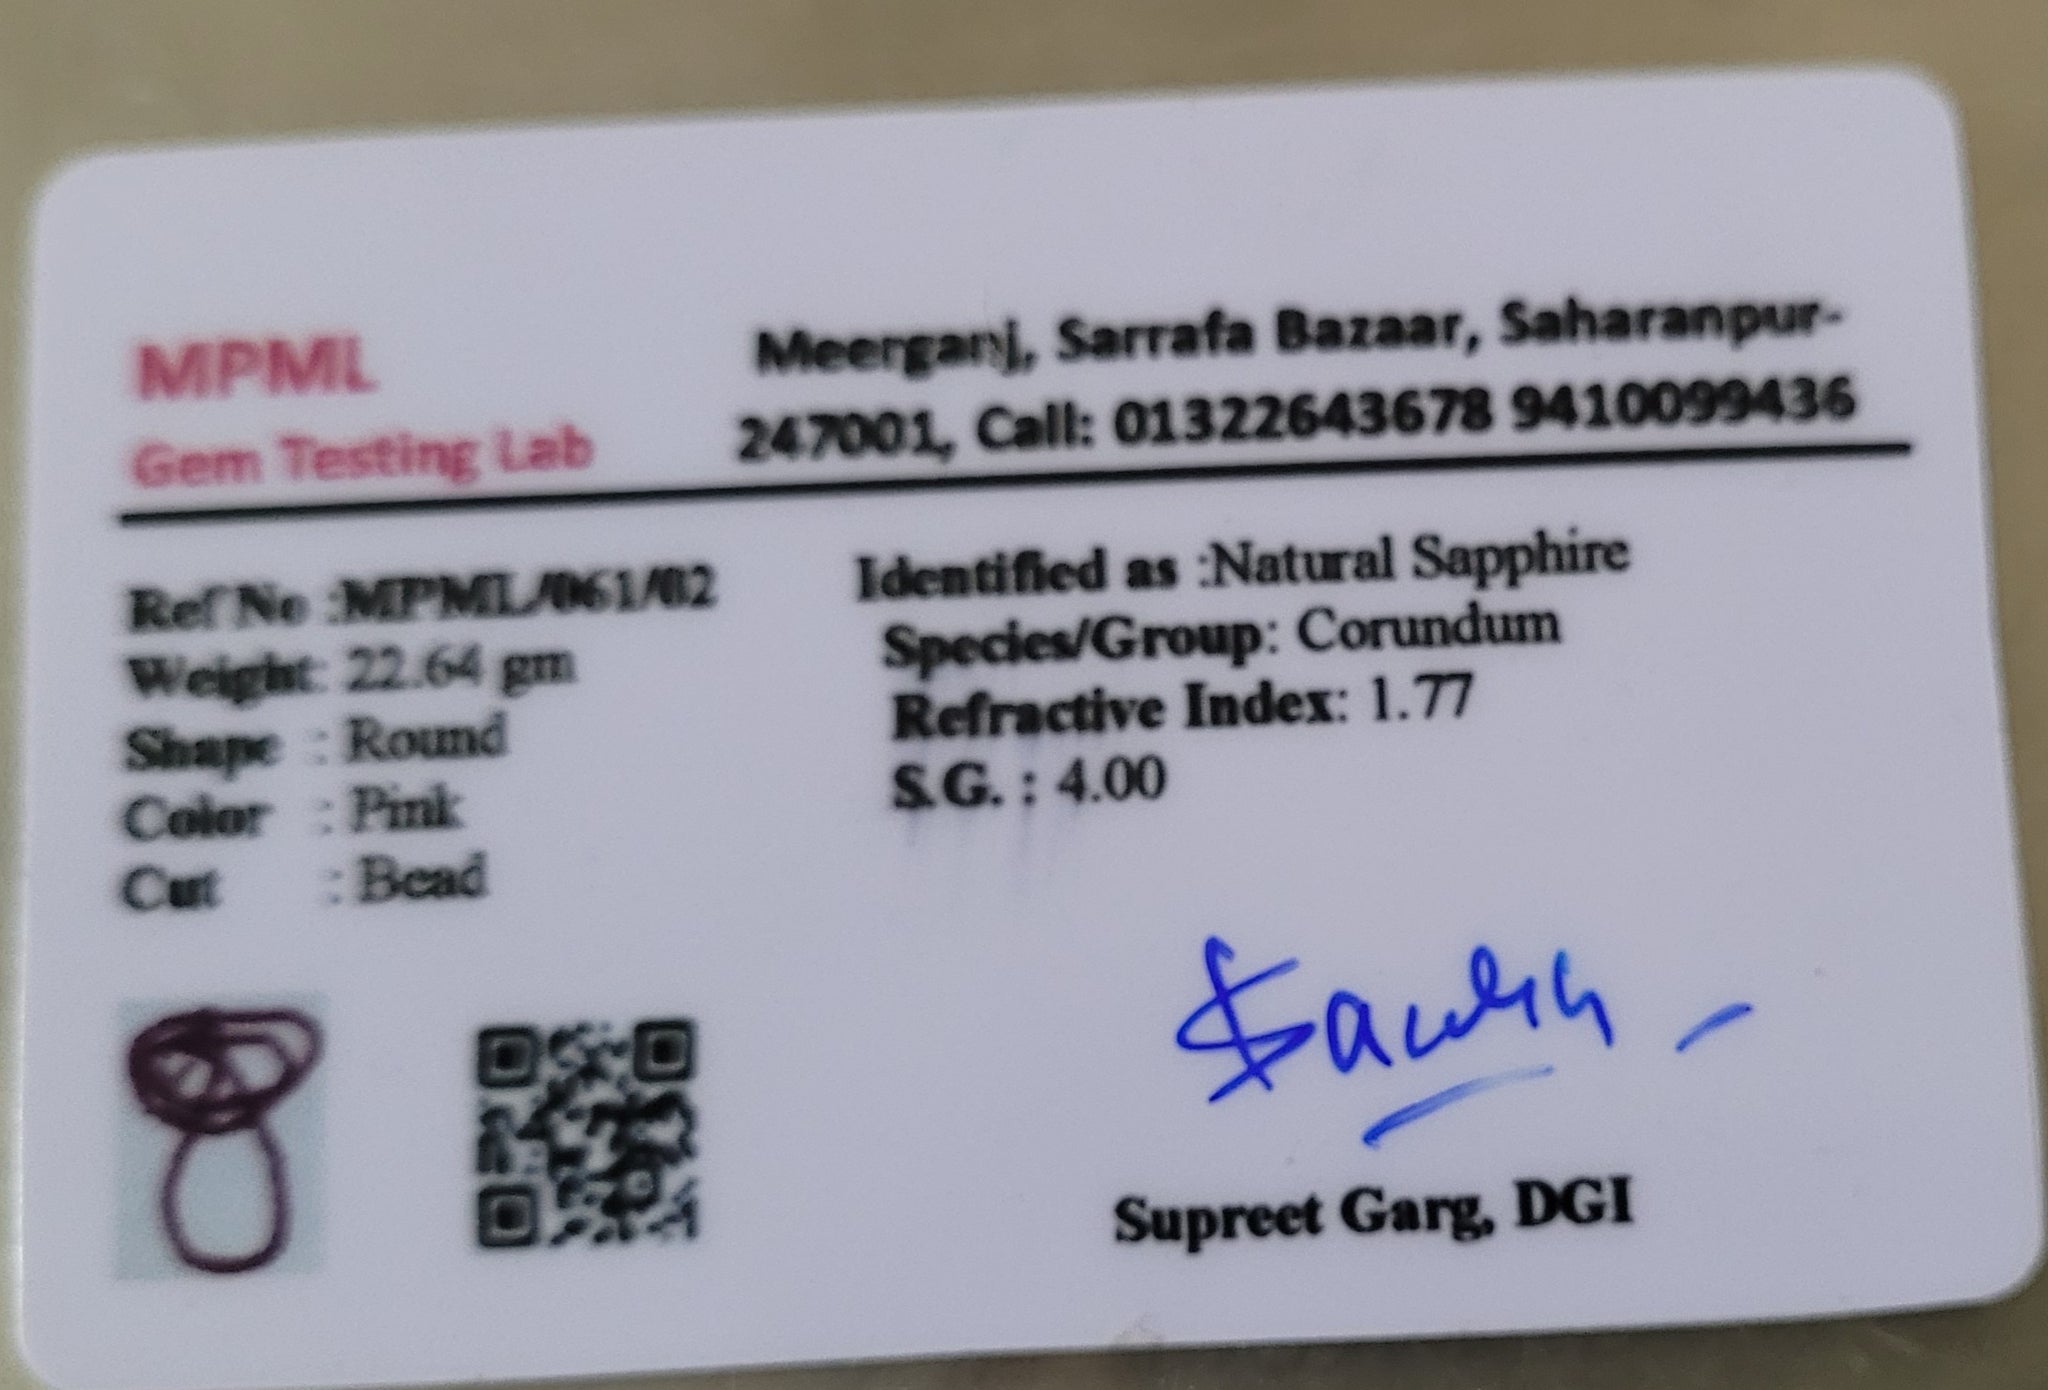 MPML
Gem Testing Lab
Meerganj, Sarrafa Bazaar, Saharanpur-
247001, Call: 01322643678 9410099436
Ref No :MPML/061/02
Weight: 22.64 gm
Shape : Round
Color : Pink
Cut : Bead
Identified as :Natural Sapphire
Species/Group: Corundum
Refractive Index: 1.77
S.G. : 4.00
Supreet Garg, DGI